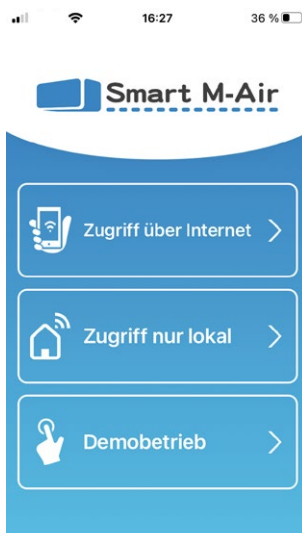 16:27 36 %
Smart M-Air
Zugriff über Internet
Zugriff nur lokal
Demobetrieb